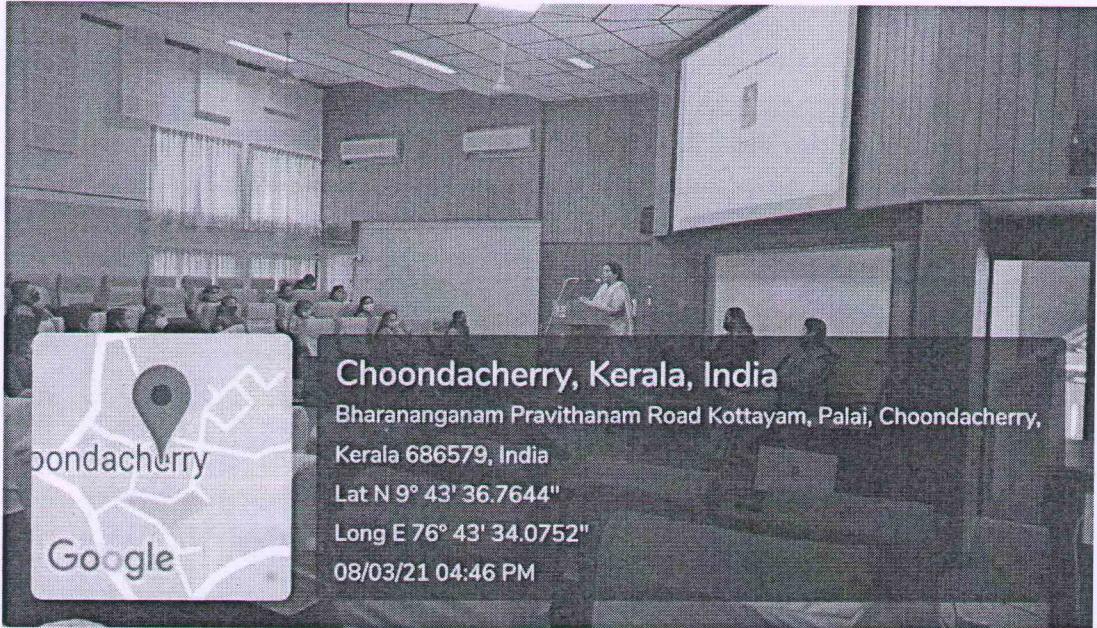 Choondacherry, Kerala, India
Bharananganam Pravithanam Road Kottayam, Palai, Choondacherry,
Kerala 686579, India
Lat N 9° 43' 36.7644"
Long E 76° 43' 34.0752"
08/03/21 04:46 PM
oondacherry
Google